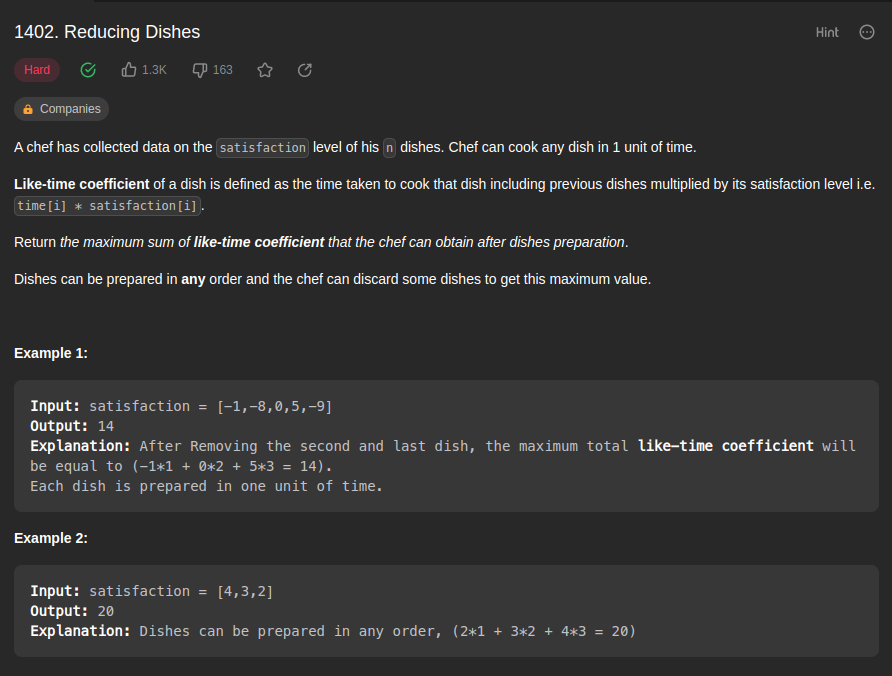 1402. Reducing Dishes
Hint
Hard
1.3K
163
Companies
A chef has collected data on the satisfaction level of his n dishes. Chef can cook any dish in 1 unit of time.
Like-time coefficient of a dish is defined as the time taken to cook that dish including previous dishes multiplied by its satisfaction level i.e.
time[i] * satisfaction[i].
Return the maximum sum of like-time coefficient that the chef can obtain after dishes preparation.
Dishes can be prepared in any order and the chef can discard some dishes to get this maximum value.
Example 1:
Input: satisfaction = [-1,-8,0,5,-9]
Output: 14
Explanation: After Removing the second and last dish, the maximum total like-time coefficient will
be equal to (-1*1 + 0*2 + 5*3 = 14).
Each dish is prepared in one unit of time.
Example 2:
Input: satisfaction = [4,3,2]
Output: 20
Explanation: Dishes can be prepared in any order, (2*1 + 3*2 + 4*3 = 20)